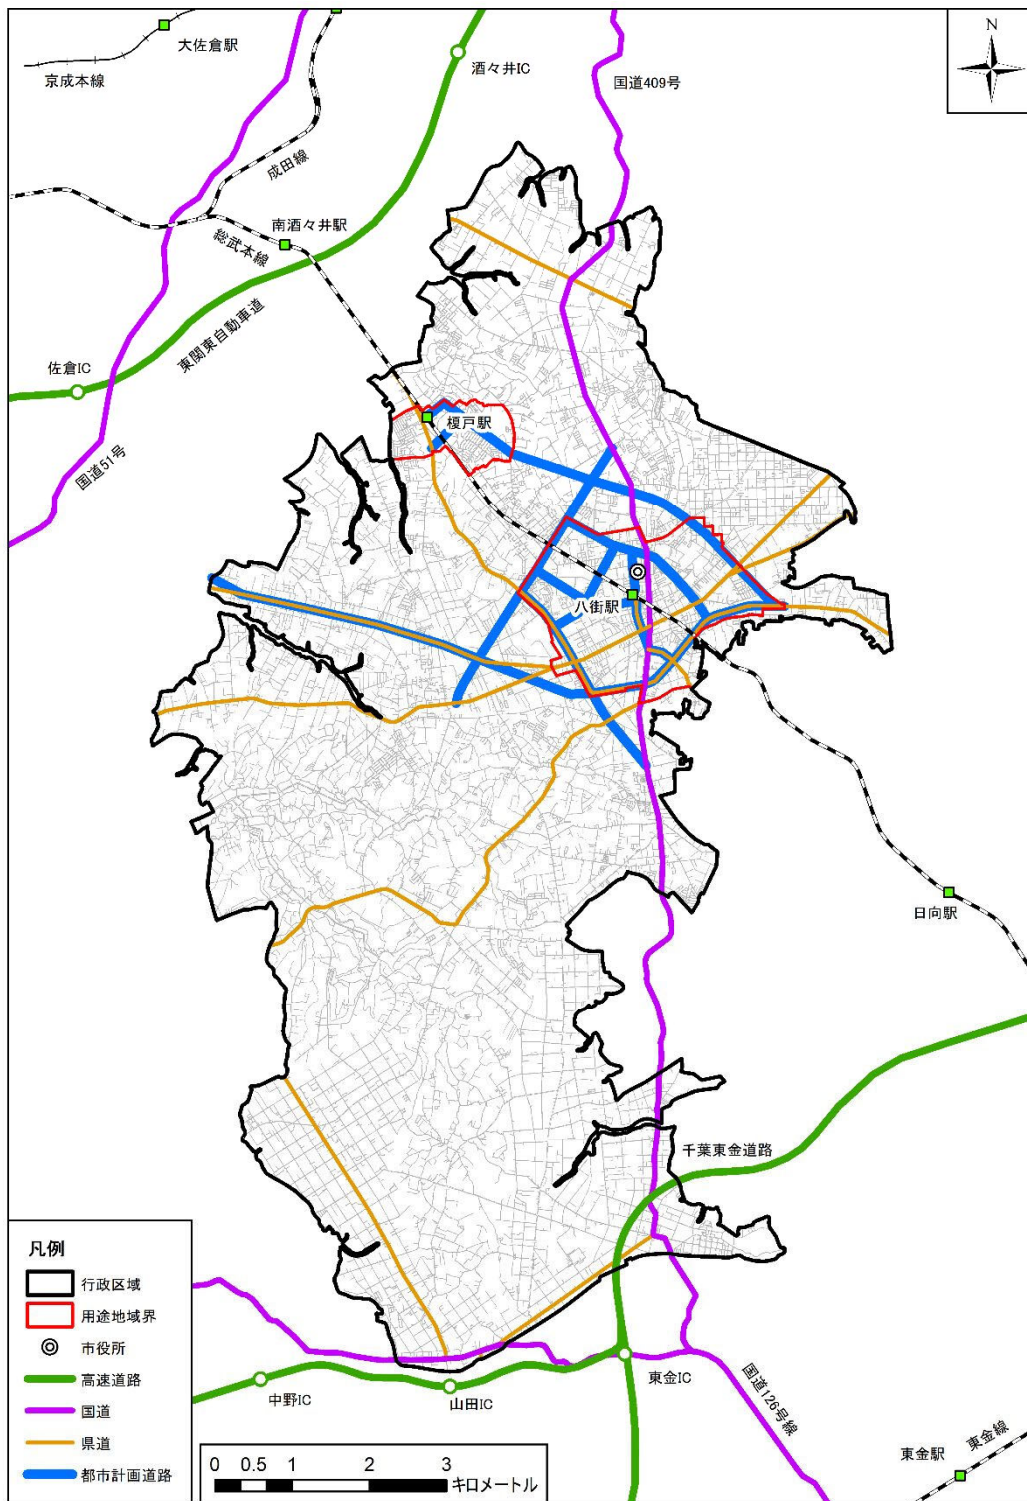 大佐倉駅
京成本線
酒々井IC
国道409号
N
成田線
南酒々井駅
総武本線
東関東自動車道
佐倉IC
国道51号
榎戸駅
八街駅
日向駅
千葉東金道路
凡例
行政区域
用途地域界
市役所
高速道路
国道
県道
都市計画道路
中野IC
山田IC
東金IC
国道126号線
東金駅
東金線
0 0.5 1 2 3
キロメートル